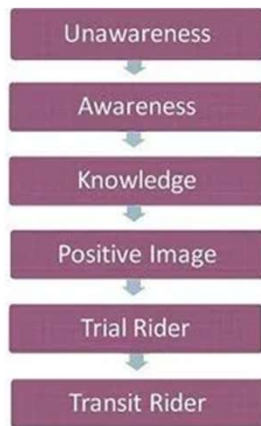 Unawareness
Awareness
Knowledge
Positive Image
Trial Rider
Transit Rider